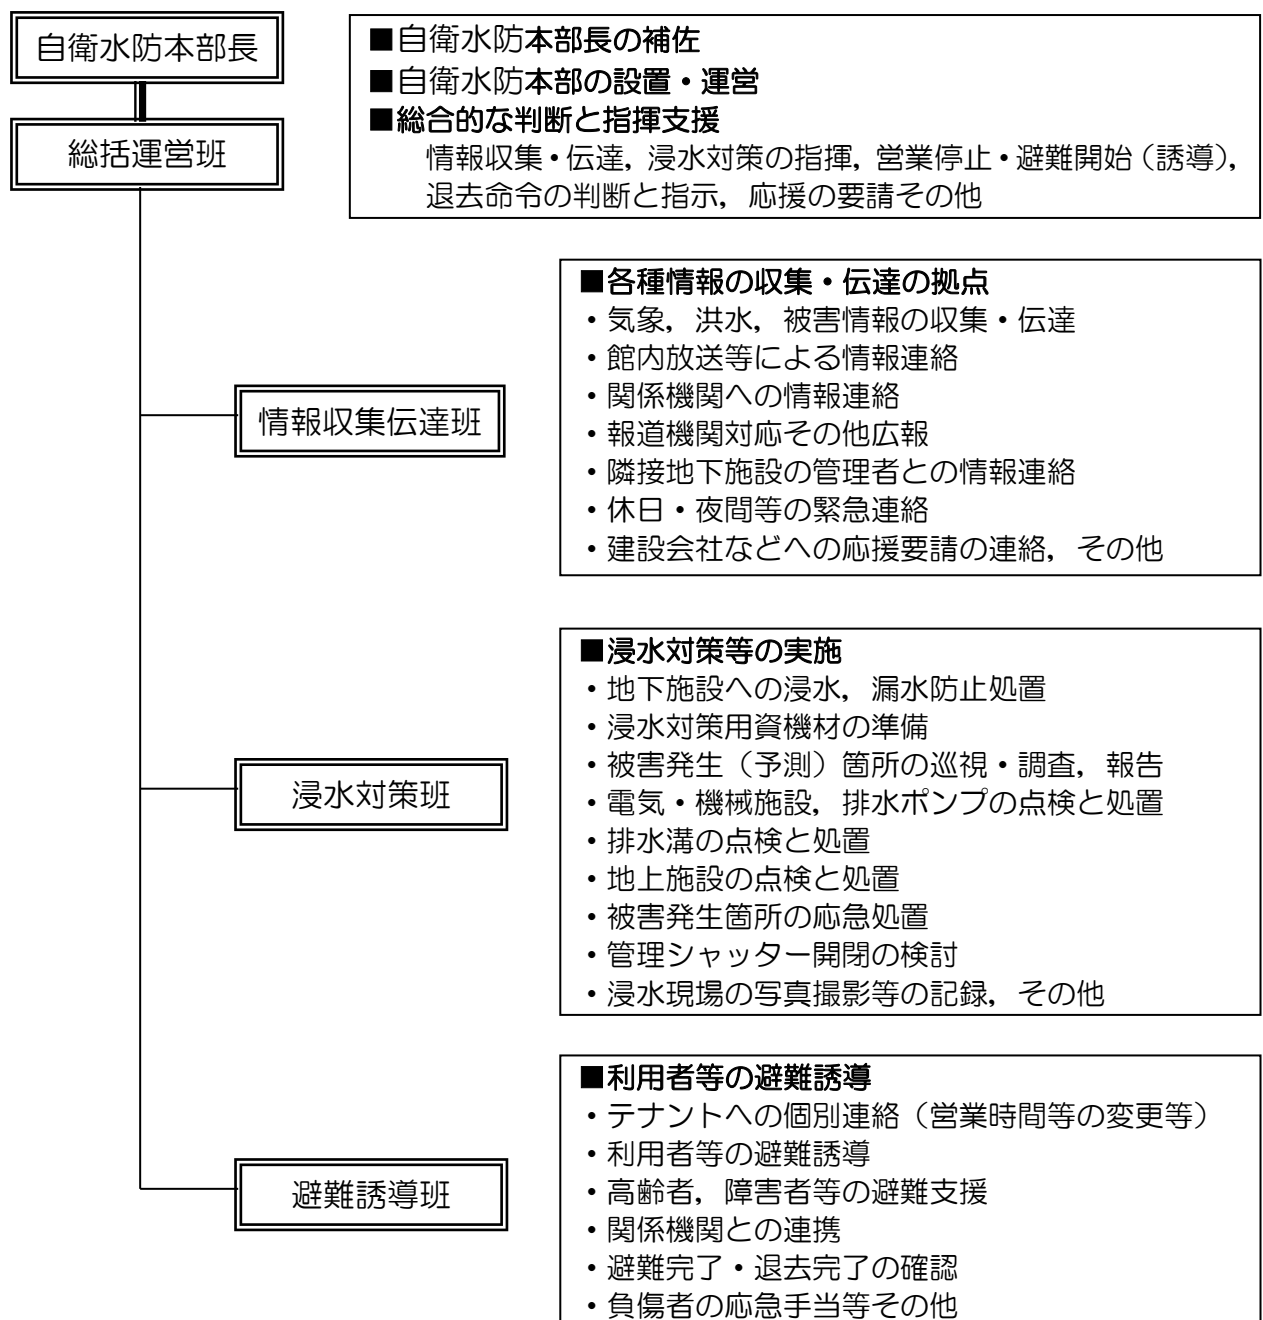 自衛水防本部長
総括運営班
■自衛水防本部長の補佐
■自衛水防本部の設置・運営
■総合的な判断と指揮支援
情報収集・伝達，浸水対策の指揮，営業停止・避難開始（誘導），
退去命令の判断と指示，応援の要請その他
情報収集伝達班
■各種情報の収集・伝達の拠点
・気象，洪水，被害情報の収集・伝達
・館内放送等による情報連絡
・関係機関への情報連絡
・報道機関対応その他広報
・隣接地下施設の管理者との情報連絡
・休日・夜間等の緊急連絡
・建設会社などへの応援要請の連絡，その他
浸水対策班
■浸水対策等の実施
・地下施設への浸水，漏水防止処置
・浸水対策用資機材の準備
・被害発生（予測）箇所の巡視・調査，報告
・電気・機械施設，排水ポンプの点検と処置
・排水溝の点検と処置
・地上施設の点検と処置
・被害発生箇所の応急処置
・管理シャッター開閉の検討
・浸水現場の写真撮影等の記録，その他
避難誘導班
■利用者等の避難誘導
・テナントへの個別連絡（営業時間等の変更等）
・利用者等の避難誘導
・高齢者，障害者等の避難支援
・関係機関との連携
・避難完了・退去完了の確認
・負傷者の応急手当等その他